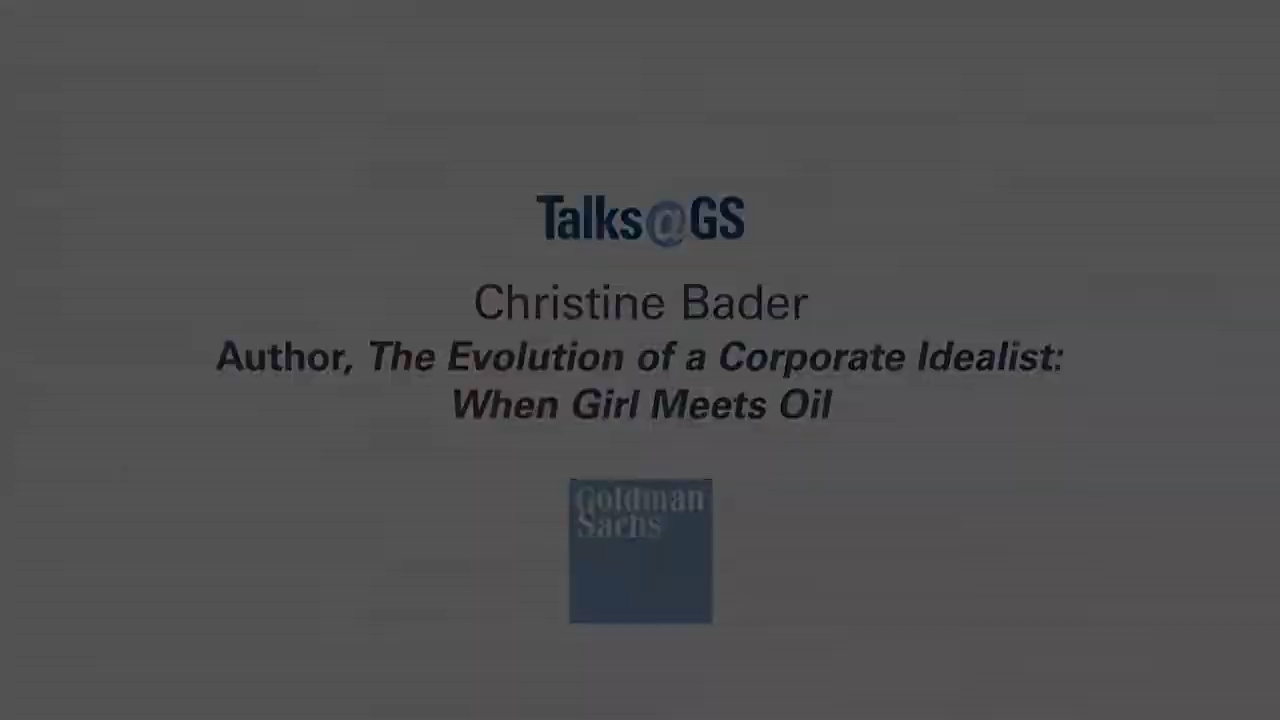 Talks@GS
Christine Bader
Author, The Evolution of a Corporate Idealist:
When Girl Meets Oil
Goldman
Sachs